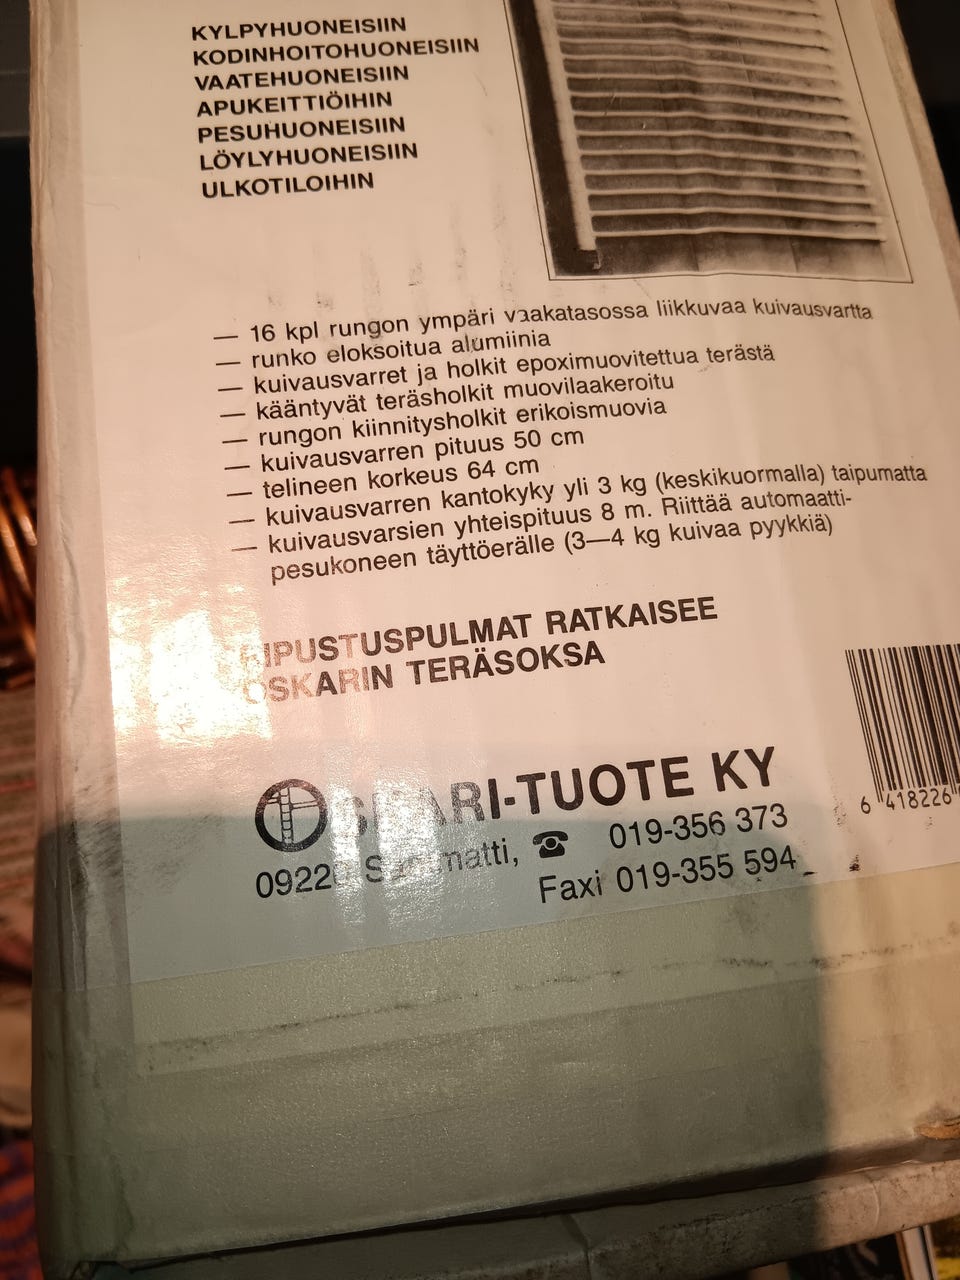 KYLPYHUONEISIIN
KODINHOITOHUONEISIIN
VAATEHUONEISIIN
APUKEITTIÖIHIN
PESUHUONEISIIN
LÖYLYHUONEISIIN
ULKOTILOIHIN
— 16 kpl rungon ympäri vaakatasossa liikkuvaa kuivausvartta
— runko eloksoitua alumiinia
— kuivausvarret ja holkit epoximuovitettua terästä
— kääntyvät teräsholkit muovilaakeroitu
— rungon kiinnitysholkit erikoismuovia
— kuivausvarren pituus 50 cm
— telineen korkeus 64 cm
— kuivausvarren kantokyky yli 3 kg (keskikuormalla) taipumatta
— kuivausvarsien yhteispituus 8 m. Riittää automaatti-
pesukoneen täyttöerälle (3—4 kg kuivaa pyykkiä)
RIPUSTUSPULMAT RATKAISEE
OSKARIN TERÄSOKSA
OSKARI-TUOTE KY
019-356 373
Faxi 019-355 594
6 418226